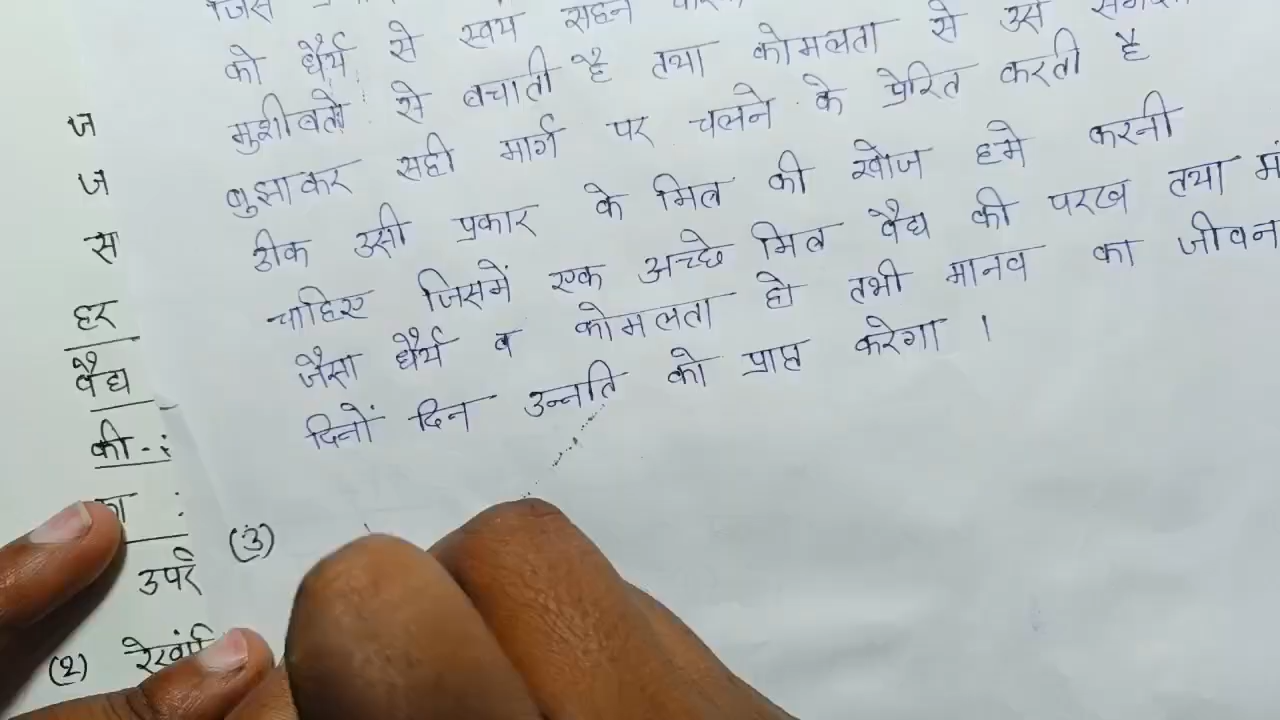 को धैर्य से स्वयं सहन
मुशीबतो से बचाती है तथा कोमलता से उसे
बुझाकर सही मार्ग पर चलने के प्रेरित करती है
ठीक उसी प्रकार के मित्र की खोज हमे करनी
चाहिए जिसमें एक अच्छे मित्र वैद्य की परख तथा मां
जैसा धैर्य व कोमलता हो तभी मानव का जीवन
दिनों दिन उन्नति को प्राप्त करेगा ।
(3)
ज
ज
स
हर
वैद्य
की -:
उपर
(2)